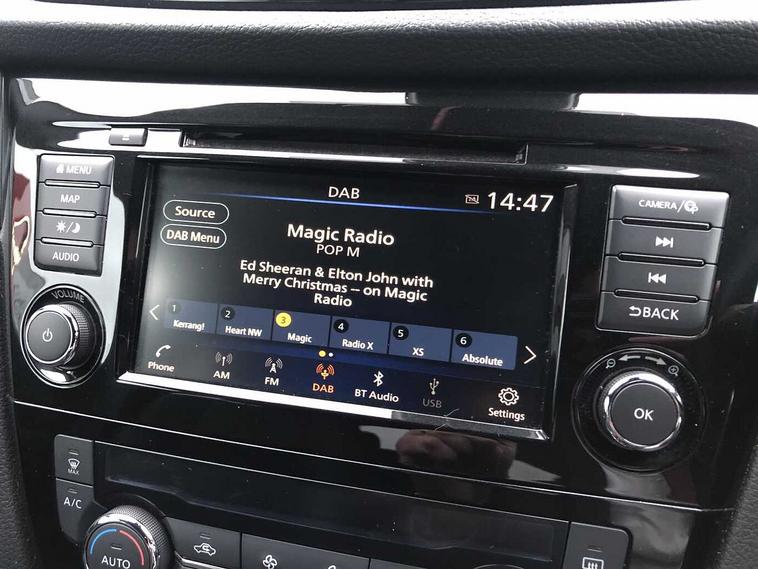 DAB
14:47
MENU
CAMERA/
Source
MAP
DAB Menu
Magic Radio
POP M
AUDIO
Ed Sheeran & Elton John with
Merry Christmas -- on Magic
Radio
BACK
VOLUME
1 Kerrang!
2 Heart NW
3 Magic
4 Radio X
5 XS
6 Absolute
Phone
AM
FM
DAB
BT Audio
USB
Settings
OK
MAX
A/C
AUTO